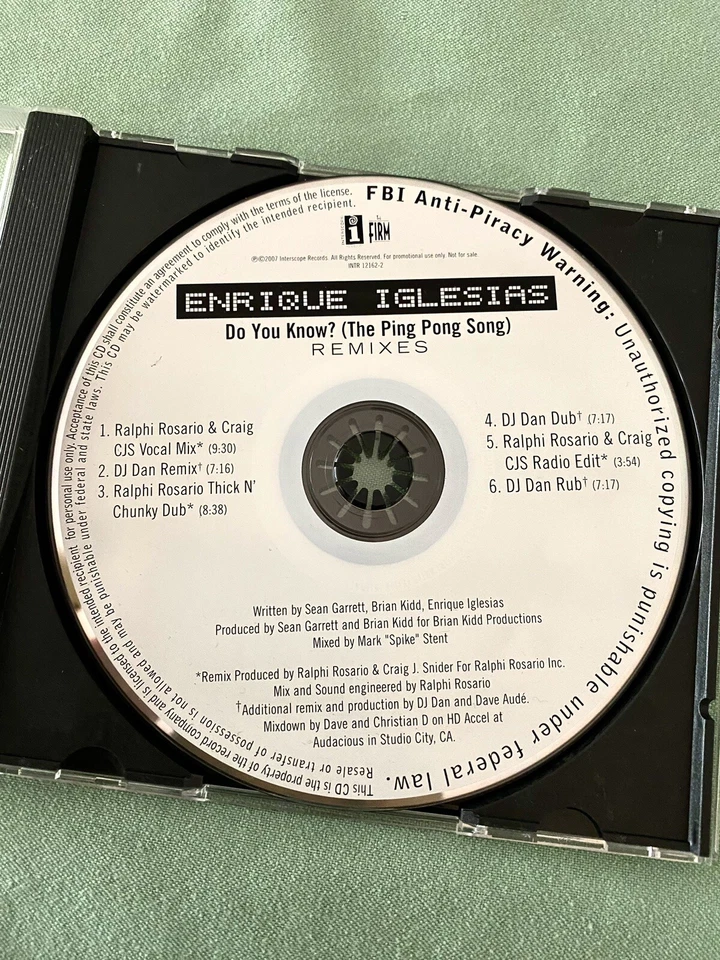 FBI Anti-Piracy Warning: Unauthorized copying is punishable under federal law.
This CD is the property of the record company and is licensed to the intended recipient for personal use only. Acceptance of this CD shall constitute an agreement to comply with the terms of the license.
Resale or transfer of possession is not allowed and may be punishable under federal and state laws. This CD may be watermarked to identify the intended recipient.
i
FIRM
℗©2007 Interscope Records. All Rights Reserved. For promotional use only. Not for sale.
INTR 12162-2
ENRIQUE IGLESIAS
Do You Know? (The Ping Pong Song)
REMIXES
1. Ralphi Rosario & Craig
CJS Vocal Mix* (9:30)
2. DJ Dan Remix† (7:16)
3. Ralphi Rosario Thick N'
Chunky Dub* (8:38)
4. DJ Dan Dub† (7:17)
5. Ralphi Rosario & Craig
CJS Radio Edit* (3:54)
6. DJ Dan Rub† (7:17)
Written by Sean Garrett, Brian Kidd, Enrique Iglesias
Produced by Sean Garrett and Brian Kidd for Brian Kidd Productions
Mixed by Mark "Spike" Stent
*Remix Produced by Ralphi Rosario & Craig J. Snider For Ralphi Rosario Inc.
Mix and Sound engineered by Ralphi Rosario
†Additional remix and production by DJ Dan and Dave Audé.
Mixdown by Dave and Christian D on HD Accel at
Audacious in Studio City, CA.